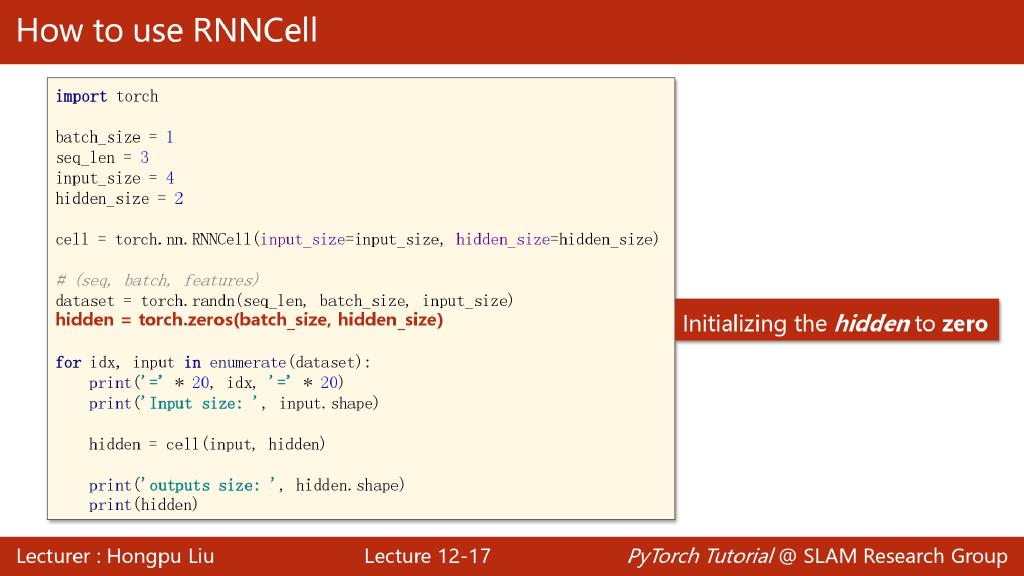 How to use RNNCell
import torch
batch_size = 1
seq_len = 3
input_size = 4
hidden_size = 2
cell = torch.nn.RNNCell(input_size=input_size, hidden_size=hidden_size)
# (seq, batch, features)
dataset = torch.randn(seq_len, batch_size, input_size)
hidden = torch.zeros(batch_size, hidden_size)
Initializing the hidden to zero
for idx, input in enumerate(dataset):
    print('=' * 20, idx, '=' * 20)
    print('Input size: ', input.shape)
    hidden = cell(input, hidden)
    print('outputs size: ', hidden.shape)
    print(hidden)
Lecturer : Hongpu Liu
Lecture 12-17
PyTorch Tutorial @ SLAM Research Group